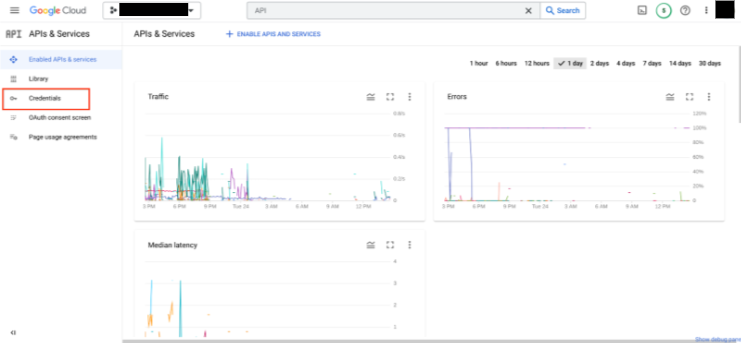 Google Cloud
API
Search
5
API APIs & Services
APIs & Services
+ ENABLE APIS AND SERVICES
Enabled APIs & services
Library
Credentials
OAuth consent screen
Page usage agreements
1 hour 6 hours 12 hours 1 day 2 days 4 days 7 days 14 days 30 days
Traffic
0.8/s
0.6/s
0.4/s
0.2/s
0
3 PM 6 PM 9 PM Tue 24 3 AM 6 AM 9 AM 12 PM
Errors
120%
100%
80%
60%
40%
20%
0
3 PM 6 PM 9 PM Tue 24 3 AM 6 AM 9 AM 12 PM
Median latency
4
3
2
1
Show debug pane